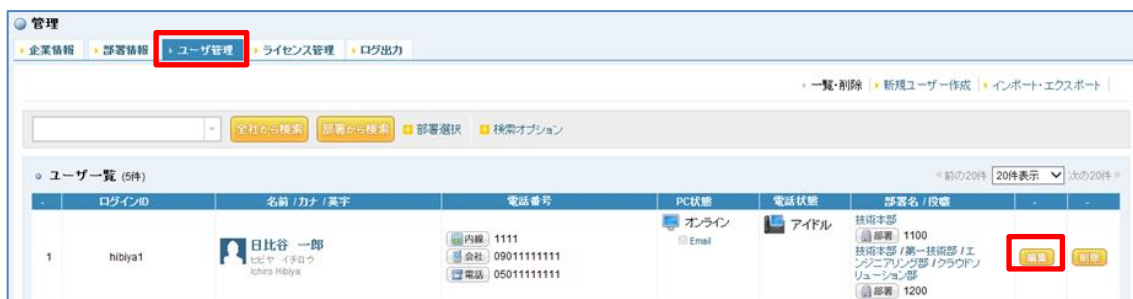 管理
企業情報 部署情報 ユーザ管理 ライセンス管理 ログ出力
一覧・削除 新規ユーザー作成 インポート・エクスポート
全社から検索 部署から検索 部署選択 検索オプション
ユーザ一覧 (5件) <前の20件 20件表示 次の20件>
- ログインID 名前 /カナ /英字 電話番号 PC状態 電話状態 部署名 /役職 - -
1 hibiya1
日比谷 一郎
ヒビヤ イチロウ
Ichiro Hibiya
内線 1111
会社 09011111111
電話 05011111111
オンライン
Email
アイドル
技術本部
部署 1100
技術本部 /第一技術部 /エ
ンジニアリング部 /クラウドソ
リューション部
部署 1200
編集 削除